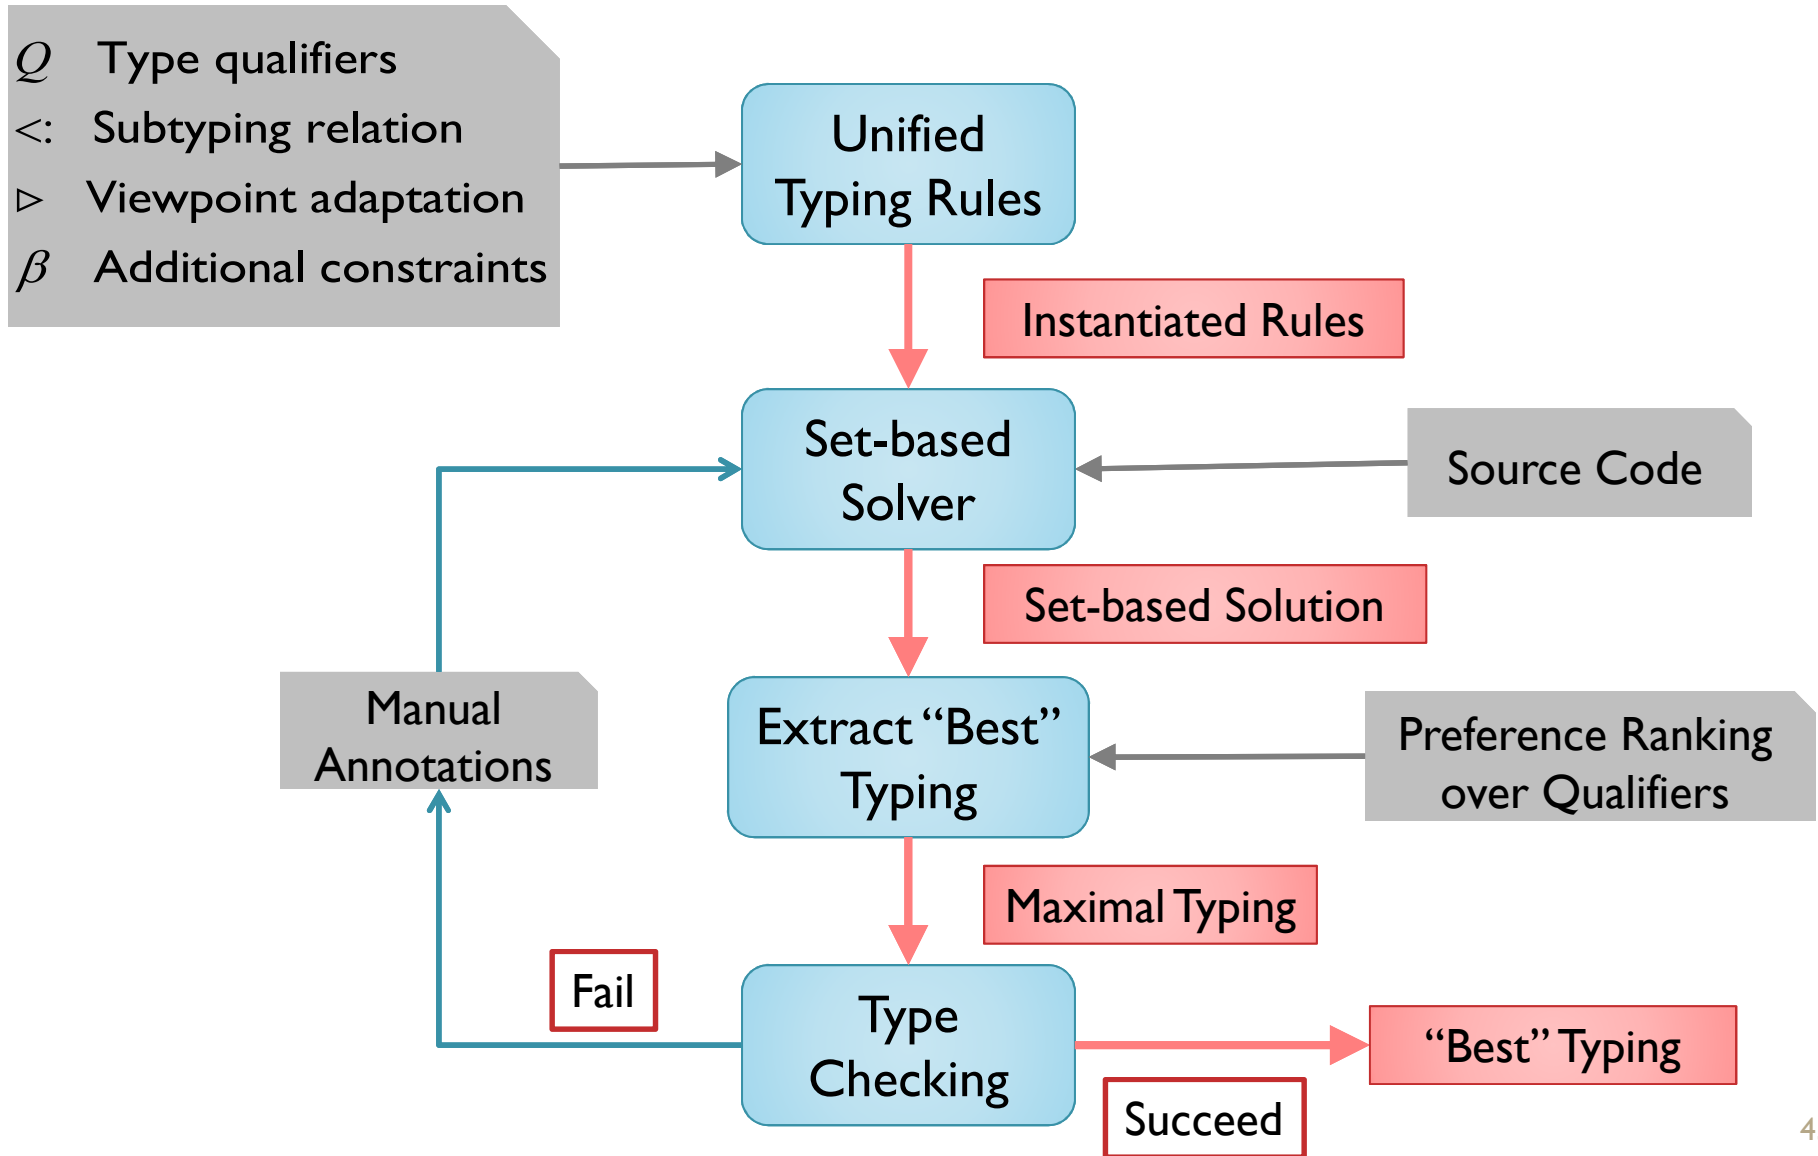 Q Type qualifiers
<: Subtyping relation
▷ Viewpoint adaptation
β Additional constraints
Unified
Typing Rules
Instantiated Rules
Set-based
Solver
Source Code
Set-based Solution
Manual
Annotations
Extract “Best”
Typing
Preference Ranking
over Qualifiers
Maximal Typing
Fail
Type
Checking
“Best” Typing
Succeed
4